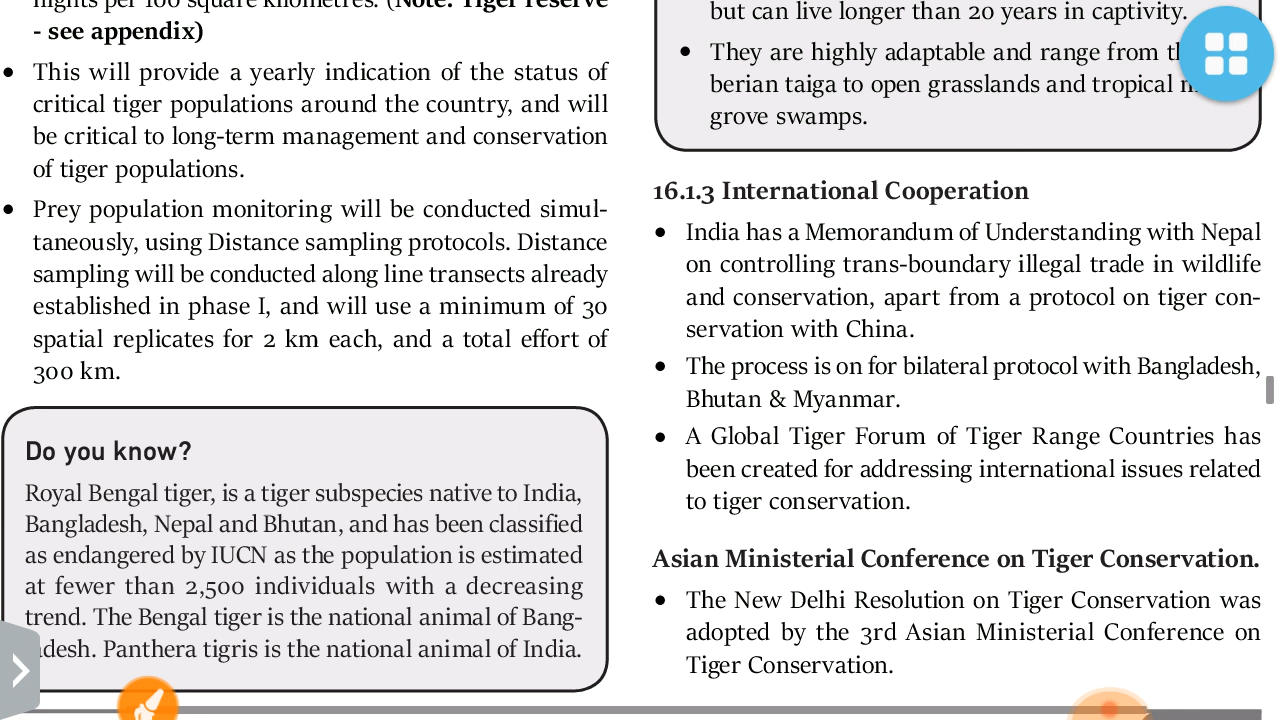 nights per 100 square kilometres. (Note: Tiger reserve
- see appendix)
• This will provide a yearly indication of the status of
critical tiger populations around the country, and will
be critical to long-term management and conservation
of tiger populations.
• Prey population monitoring will be conducted simul-
taneously, using Distance sampling protocols. Distance
sampling will be conducted along line transects already
established in phase I, and will use a minimum of 30
spatial replicates for 2 km each, and a total effort of
300 km.
Do you know?
Royal Bengal tiger, is a tiger subspecies native to India,
Bangladesh, Nepal and Bhutan, and has been classified
as endangered by IUCN as the population is estimated
at fewer than 2,500 individuals with a decreasing
trend. The Bengal tiger is the national animal of Bang-
desh. Panthera tigris is the national animal of India.
but can live longer than 20 years in captivity.
• They are highly adaptable and range from
berian taiga to open grasslands and tropical
grove swamps.
16.1.3 International Cooperation
• India has a Memorandum of Understanding with Nepal
on controlling trans-boundary illegal trade in wildlife
and conservation, apart from a protocol on tiger con-
servation with China.
• The process is on for bilateral protocol with Bangladesh,
Bhutan & Myanmar.
• A Global Tiger Forum of Tiger Range Countries has
been created for addressing international issues related
to tiger conservation.
Asian Ministerial Conference on Tiger Conservation.
• The New Delhi Resolution on Tiger Conservation was
adopted by the 3rd Asian Ministerial Conference on
Tiger Conservation.